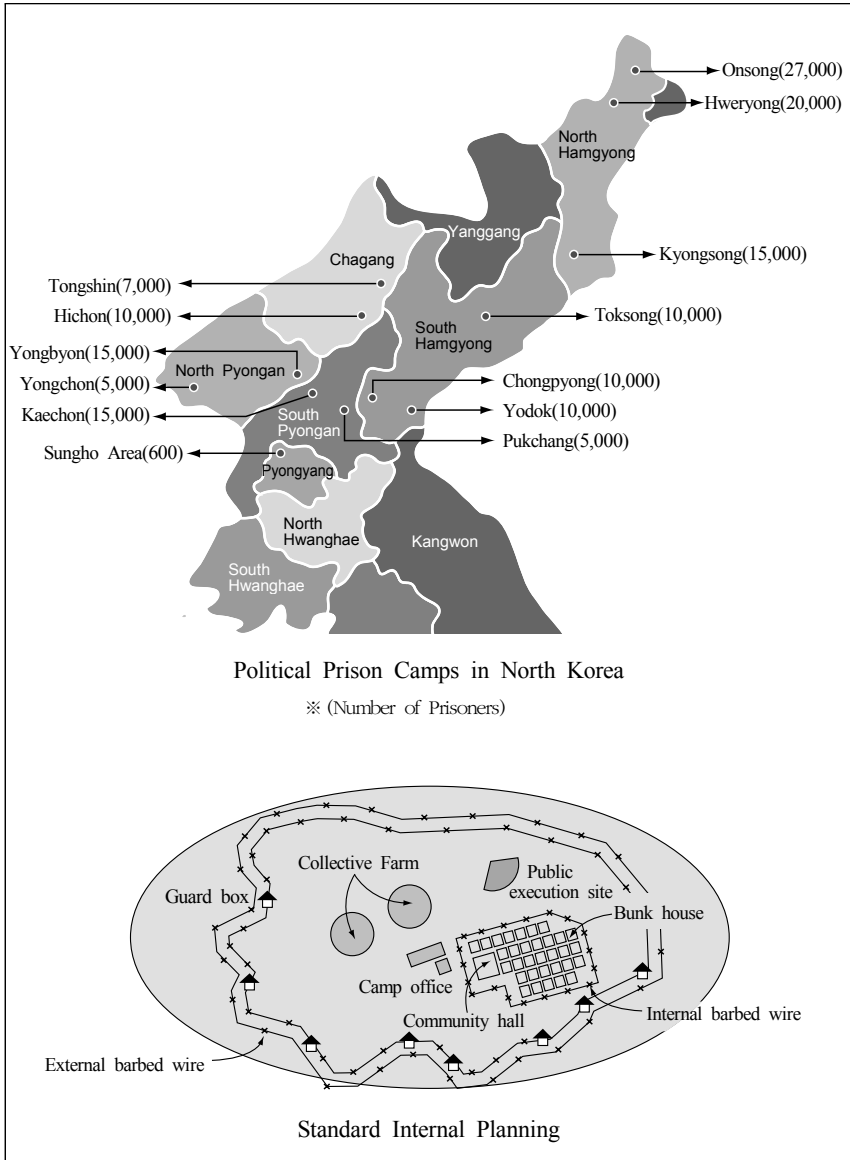 Onsong(27,000)
Hweryong(20,000)
North
Hamgyong
Yanggang
Chagang
Kyongsong(15,000)
Tongshin(7,000)
Hichon(10,000)
South
Hamgyong
Toksong(10,000)
Yongbyon(15,000)
North Pyongan
Yongchon(5,000)
Chongpyong(10,000)
Kaechon(15,000)
South
Pyongan
Yodok(10,000)
Pukchang(5,000)
Sungho Area(600)
Pyongyang
North
Hwanghae
Kangwon
South
Hwanghae
Political Prison Camps in North Korea
※ (Number of Prisoners)
Collective Farm
Public
execution site
Guard box
Bunk house
Camp office
Community hall
Internal barbed wire
External barbed wire
Standard Internal Planning